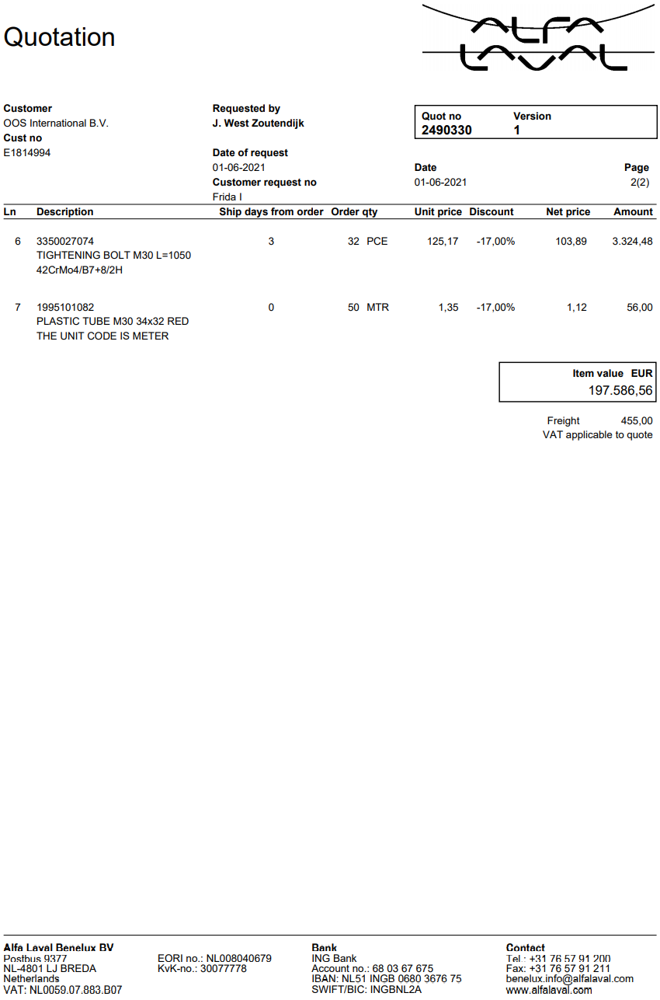 Quotation
ALFA
LAVAL
Customer Requested by
OOS International B.V. J. West Zoutendijk Quot no Version
Cust no 2490330 1
E1814994 Date of request
01-06-2021 Date Page
Customer request no 01-06-2021 2(2)
Frida I
Ln Description Ship days from order Order qty Unit price Discount Net price Amount
6 3350027074 3 32 PCE 125,17 -17,00% 103,89 3.324,48
TIGHTENING BOLT M30 L=1050
42CrMo4/B7+8/2H
7 1995101082 0 50 MTR 1,35 -17,00% 1,12 56,00
PLASTIC TUBE M30 34x32 RED
THE UNIT CODE IS METER
Item value EUR
197.586,56
Freight 455,00
VAT applicable to quote
Alfa Laval Benelux BV Bank Contact
Postbus 9377 EORI no.: NL008040679 ING Bank Tel.: +31 76 57 91 200
NL-4801 LJ BREDA KvK-no.: 30077778 Account no.: 68 03 67 675 Fax: +31 76 57 91 211
Netherlands IBAN: NL51 INGB 0680 3676 75 benelux.info@alfalaval.com
VAT: NL0059.07.883.B07 SWIFT/BIC: INGBNL2A www.alfalaval.com